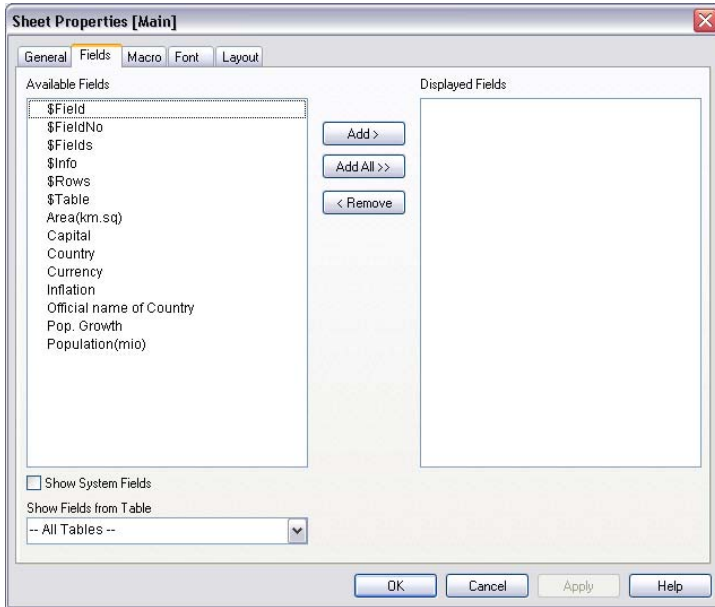 Sheet Properties [Main]
General Fields Macro Font Layout
Available Fields
$Field
$FieldNo
$Fields
$Info
$Rows
$Table
Area(km.sq)
Capital
Country
Currency
Inflation
Official name of Country
Pop. Growth
Population(mio)
Add >
Add All >>
< Remove
Displayed Fields
Show System Fields
Show Fields from Table
-- All Tables --
OK Cancel Apply Help